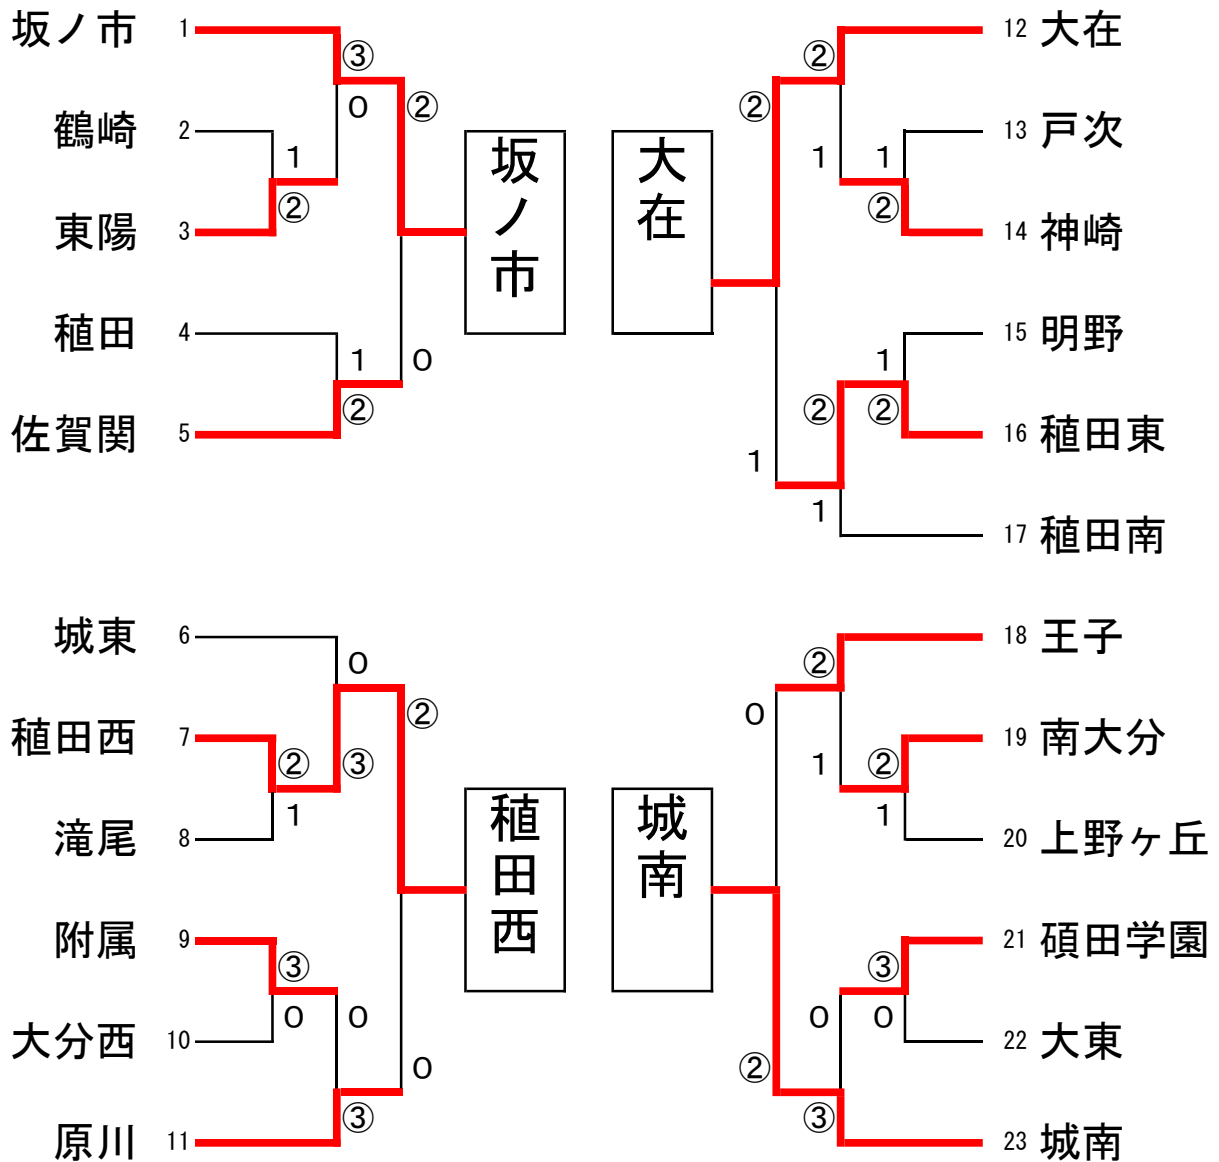 坂ノ市 1
③
②
0
鶴崎 2
1
②
東陽 3
稙田 4
1
0
②
佐賀関 5
坂ノ市
大在
12 大在
②
②
13 戸次
1
1
②
14 神崎
15 明野
1
②
②
16 稙田東
1
1
17 稙田南
城東 6
0
②
稙田西 7
②
③
1
滝尾 8
附属 9
③
0
0
大分西 10
0
③
原川 11
稙田西
城南
18 王子
②
0
19 南大分
1
②
1
20 上野ヶ丘
21 碩田学園
③
0
0
22 大東
②
③
23 城南